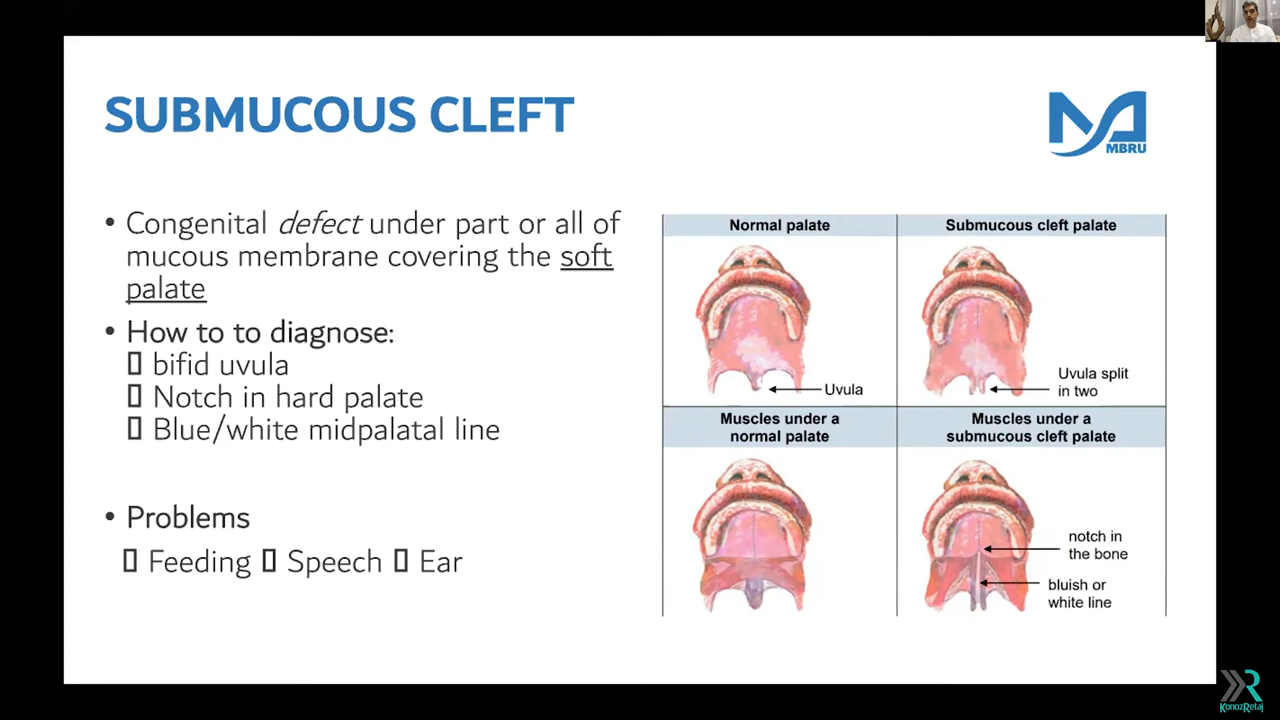 SUBMUCOUS CLEFT
MBRU
• Congenital defect under part or all of
mucous membrane covering the soft
palate
• How to to diagnose:
▯ bifid uvula
▯ Notch in hard palate
▯ Blue/white midpalatal line
• Problems
▯ Feeding ▯ Speech ▯ Ear
Normal palate
Submucous cleft palate
Uvula
Uvula split
in two
Muscles under a
normal palate
Muscles under a
submucous cleft palate
notch in
the bone
bluish or
white line
KonozRetaj